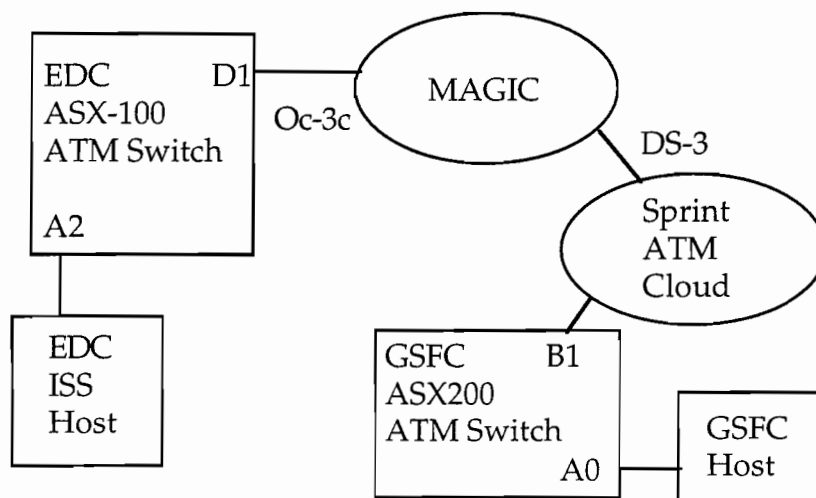 EDC D1
ASX-100
ATM Switch
A2
Oc-3c
MAGIC
DS-3
Sprint
ATM
Cloud
EDC
ISS
Host
GSFC B1
ASX200
ATM Switch
A0
GSFC
Host